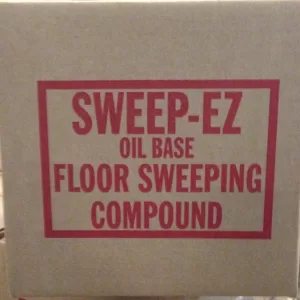 SWEEP-EZ
OIL BASE
FLOOR SWEEPING
COMPOUND